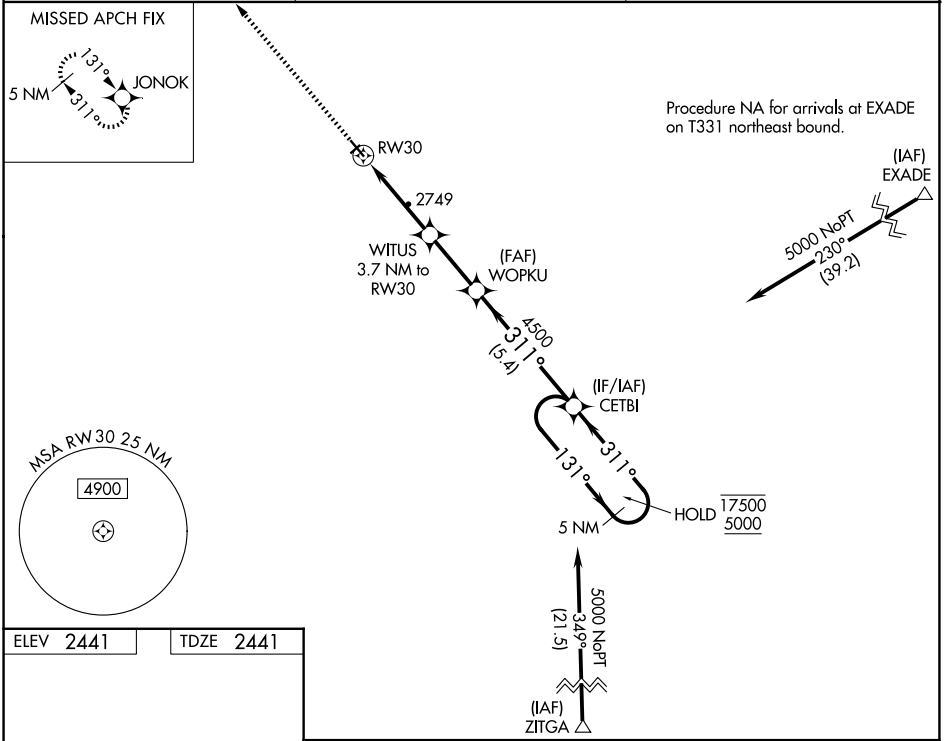 MISSED APCH FIX
131°
JONOK
5 NM
311°
RW30
Procedure NA for arrivals at EXADE
on T331 northeast bound.
(IAF)
EXADE
2749
5000 NoPT
230°
(39.2)
WITUS
3.7 NM to
RW30
(FAF)
WOPKU
4500
311°
(5.4)
(IF/IAF)
CETBI
MSA RW30 25 NM
4900
131°
311°
HOLD 17500
5000
5 NM
5000 NoPT
349°
(21.5)
ELEV 2441
TDZE 2441
(IAF)
ZITGA